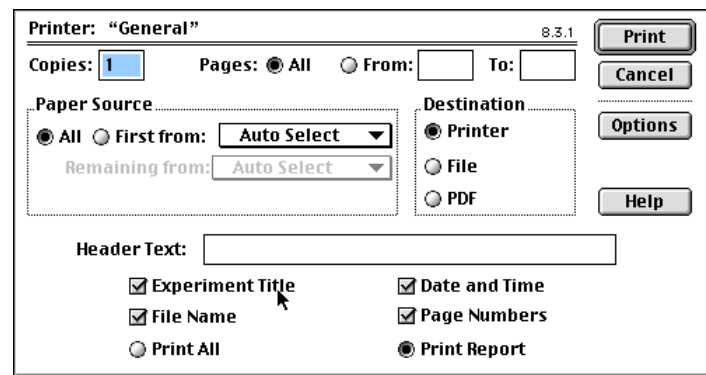 Printer: “General” 8.3.1 Print
Copies: 1 Pages: All From: To: Cancel
Paper Source Destination
All First from: Auto Select Printer Options
Remaining from: Auto Select File
PDF Help
Header Text:
Experiment Title Date and Time
File Name Page Numbers
Print All Print Report